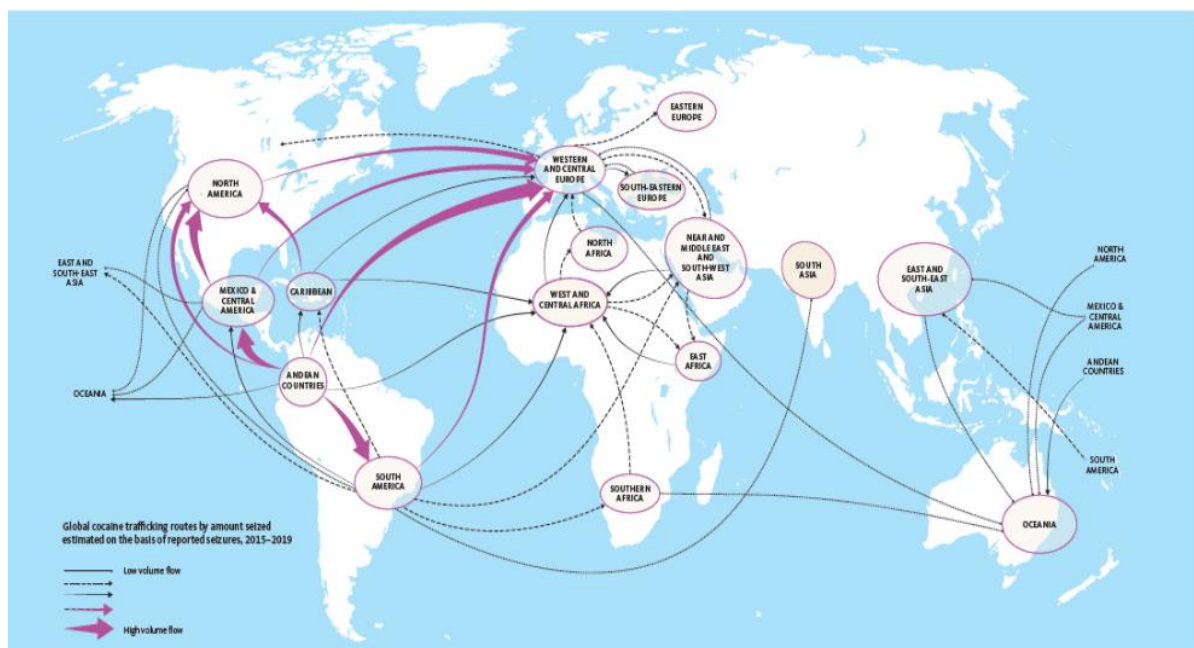 EASTERN
EUROPE
WESTERN
AND CENTRAL
EUROPE
NORTH
AMERICA
SOUTH-EASTERN
EUROPE
NORTH
AFRICA
NEAR AND
MIDDLE EAST
AND
SOUTH-WEST
ASIA
SOUTH
ASIA
EAST AND
SOUTH-EAST
ASIA
NORTH
AMERICA
EAST AND
SOUTH-EAST
ASIA
MEXICO &
CENTRAL
AMERICA
CARIBBEAN
WEST AND
CENTRAL AFRICA
MEXICO &
CENTRAL
AMERICA
EAST
AFRICA
ANDEAN
COUNTRIES
OCEANIA
ANDEAN
COUNTRIES
SOUTH
AMERICA
SOUTHERN
AFRICA
SOUTH
AMERICA
OCEANIA
Global cocaine trafficking routes by amount seized
estimated on the basis of reported seizures, 2015–2019
Low volume flow
High volume flow